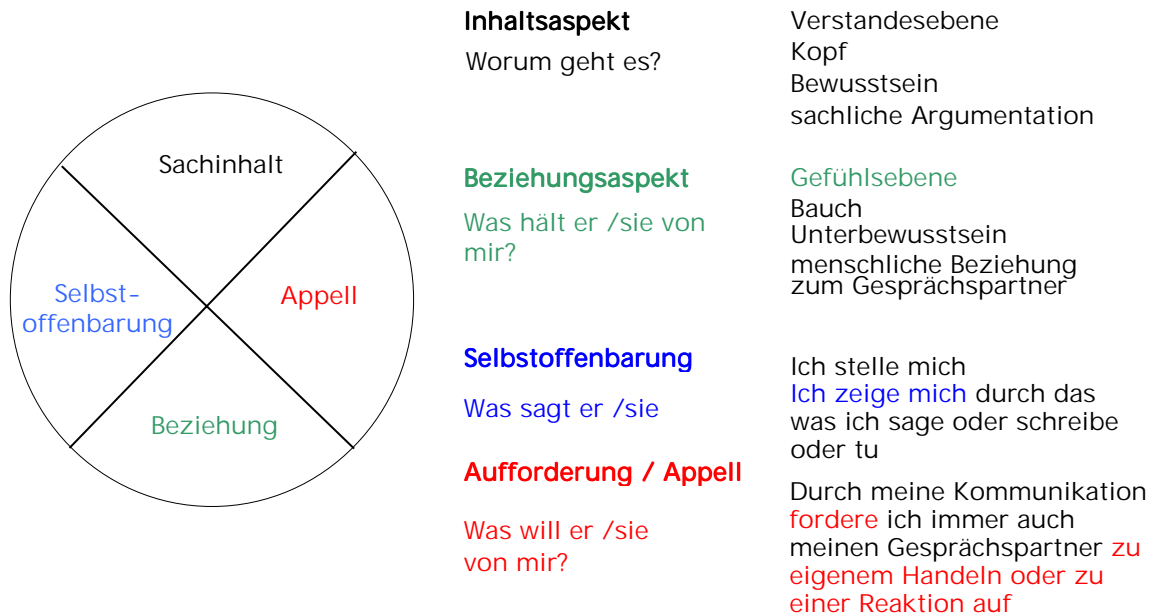 Sachinhalt
Selbst-
offenbarung
Appell
Beziehung
Inhaltsaspekt
Worum geht es?
Verstandesebene
Kopf
Bewusstsein
sachliche Argumentation
Beziehungsaspekt
Was hält er /sie von
mir?
Gefühlsebene
Bauch
Unterbewusstsein
menschliche Beziehung
zum Gesprächspartner
Selbstoffenbarung
Was sagt er /sie
Ich stelle mich
Ich zeige mich durch das
was ich sage oder schreibe
oder tu
Aufforderung / Appell
Was will er /sie
von mir?
Durch meine Kommunikation
fordere ich immer auch
meinen Gesprächspartner zu
eigenem Handeln oder zu
einer Reaktion auf